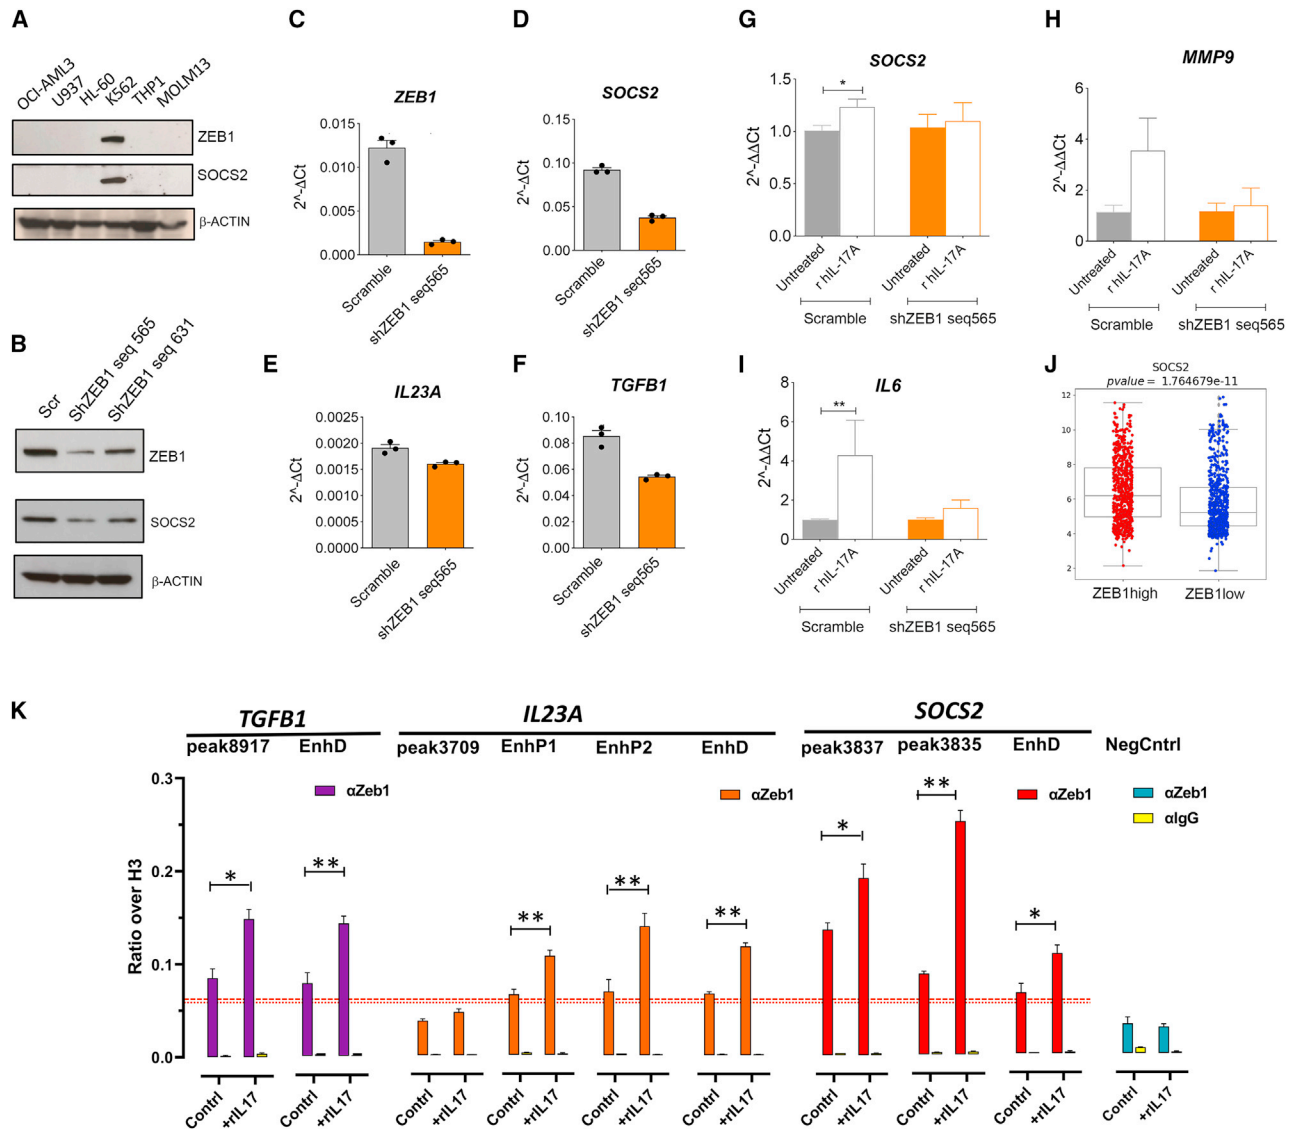 A
OCI-AML3
U937
HL-60
K562
THP1
MOLM13
ZEB1
SOCS2
β-ACTIN
B
Scr
ShZEB1 seq 565
ShZEB1 seq 631
ZEB1
SOCS2
β-ACTIN
C
ZEB1
2^-ΔCt
0.015
0.010
0.005
0.000
Scramble
shZEB1 seq565
D
SOCS2
2^-ΔCt
0.15
0.10
0.05
0.00
Scramble
shZEB1 seq565
E
IL23A
2^-ΔCt
0.0025
0.0020
0.0015
0.0010
0.0005
0.0000
Scramble
shZEB1 seq565
F
TGFB1
2^-ΔCt
0.10
0.08
0.06
0.04
0.02
0.00
Scramble
shZEB1 seq565
G
SOCS2
2^-ΔΔCt
1.5
1.0
0.5
0.0
*
Untreated
r hIL-17A
Untreated
r hIL-17A
Scramble
shZEB1 seq565
H
MMP9
2^-ΔΔCt
6
4
2
0
Untreated
r hIL-17A
Untreated
r hIL-17A
Scramble
shZEB1 seq565
I
IL6
2^-ΔΔCt
8
6
4
2
0
**
Untreated
r hIL-17A
Untreated
r hIL-17A
Scramble
shZEB1 seq565
J
SOCS2
pvalue = 1.764679e-11
12
10
8
6
4
2
ZEB1high
ZEB1low
K
TGFB1
IL23A
SOCS2
peak8917
EnhD
peak3709
EnhP1
EnhP2
EnhD
peak3837
peak3835
EnhD
NegCntrl
αZeb1
αZeb1
αZeb1
αZeb1
αIgG
Ratio over H3
0.3
0.2
0.1
0.0
*
**
**
**
**
*
**
*
Contrl
+rIL17
Contrl
+rIL17
Contrl
+rIL17
Contrl
+rIL17
Contrl
+rIL17
Contrl
+rIL17
Contrl
+rIL17
Contrl
+rIL17
Contrl
+rIL17
Contrl
+rIL17